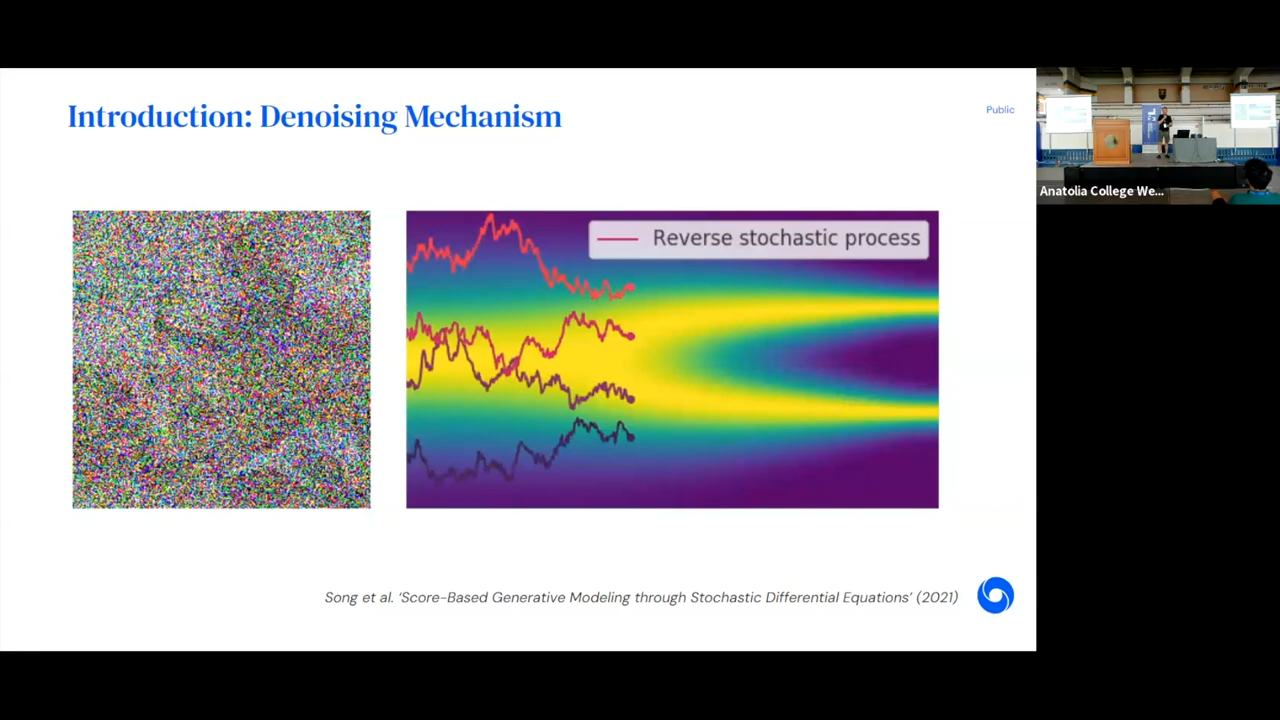 Introduction: Denoising Mechanism
Public
Reverse stochastic process
Song et al. ‘Score-Based Generative Modeling through Stochastic Differential Equations’ (2021)
Anatolia College We...